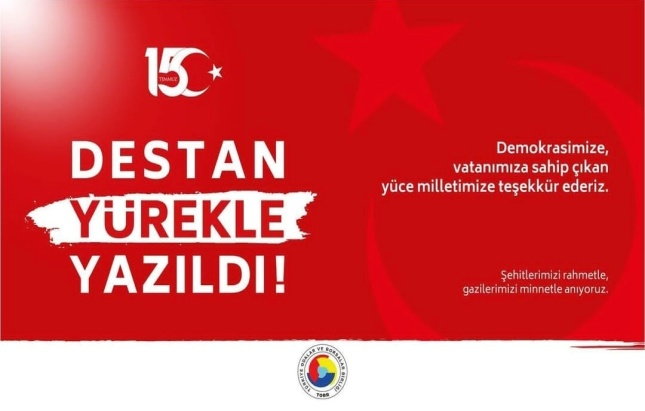 15
TEMMUZ
DESTAN
YÜREKLE
YAZILDI!
Demokrasimize,
vatanımıza sahip çıkan
yüce milletimize teşekkür ederiz.
Şehitlerimizi rahmetle,
gazilerimizi minnetle anıyoruz.
TÜRKİYE ODALAR VE BORSALAR BİRLİĞİ
TOBB